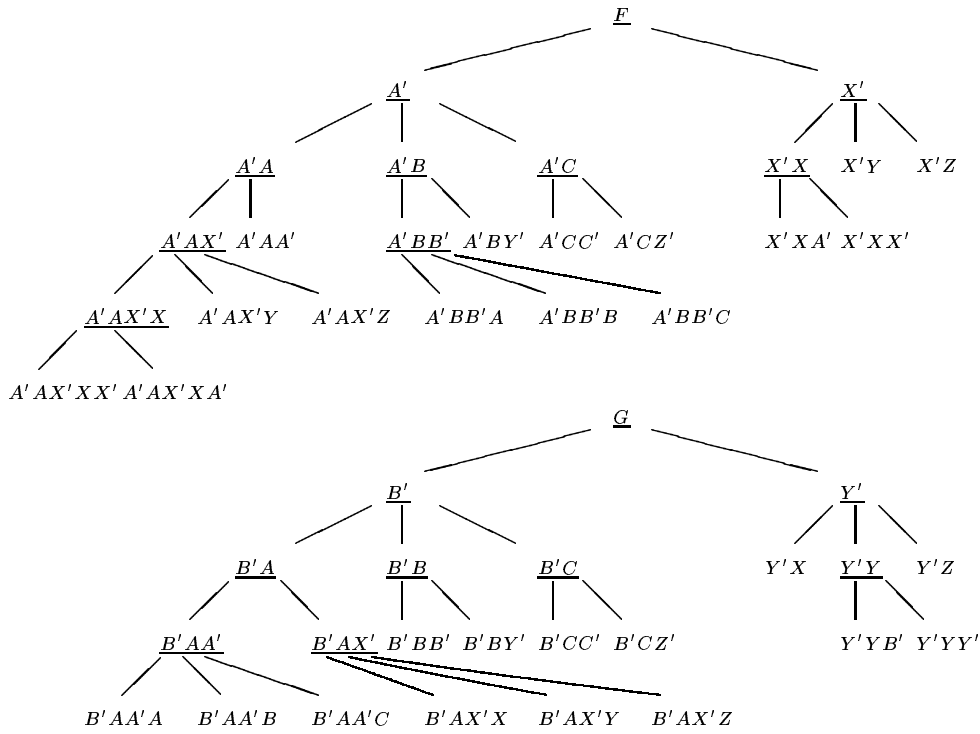 F
A′ X′
A′A A′B A′C X′X X′Y X′Z
A′AX′ A′AA′ A′BB′ A′BY′ A′CC′ A′CZ′ X′XA′ X′XX′
A′AX′X A′AX′Y A′AX′Z A′BB′A A′BB′B A′BB′C
A′AX′XX′ A′AX′XA′
G
B′ Y′
B′A B′B B′C Y′X Y′Y Y′Z
B′AA′ B′AX′ B′BB′ B′BY′ B′CC′ B′CZ′ Y′YB′ Y′YY′
B′AA′A B′AA′B B′AA′C B′AX′X B′AX′Y B′AX′Z